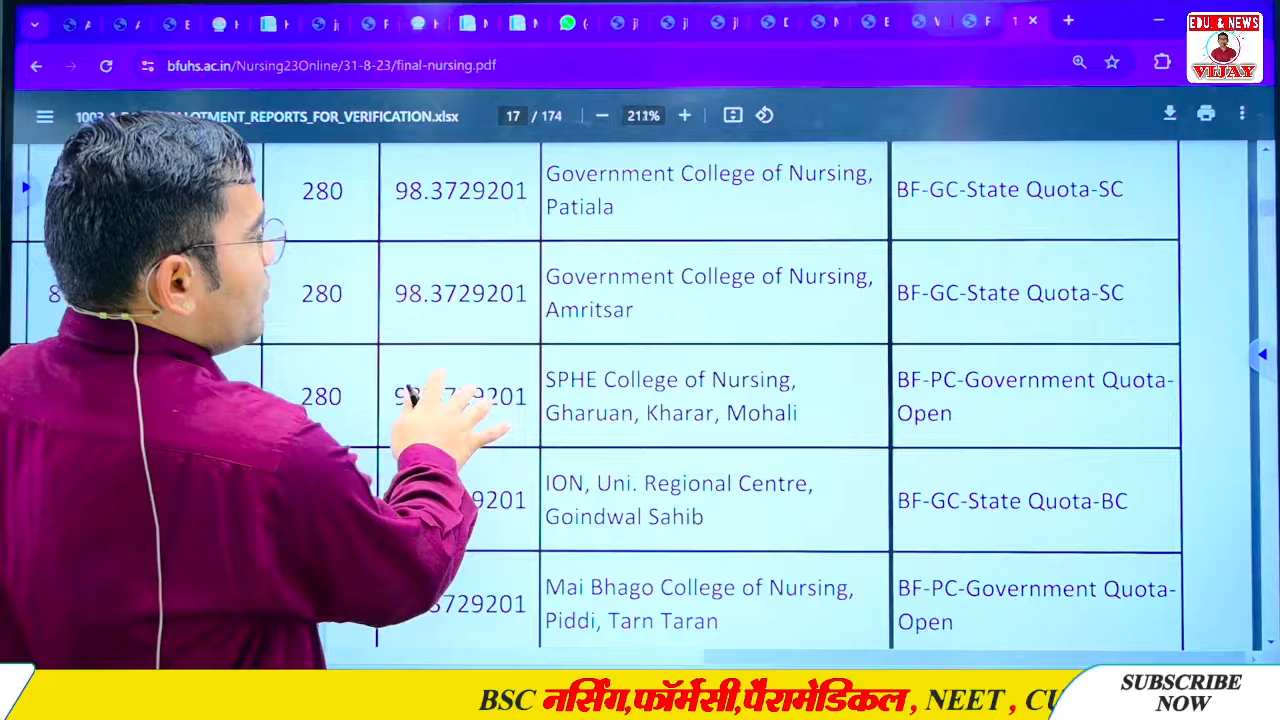 EDU. & NEWS
VIJAY
bfuhs.ac.in/Nursing23Online/31-8-23/final-nursing.pdf
LOTMENT_REPORTS_FOR_VERIFICATION.xlsx 17 / 174 211%
280 98.3729201 Government College of Nursing, BF-GC-State Quota-SC
Patiala
8 280 98.3729201 Government College of Nursing, BF-GC-State Quota-SC
Amritsar
280 SPHE College of Nursing, BF-PC-Government Quota-
Gharuan, Kharar, Mohali Open
9201 ION, Uni. Regional Centre, BF-GC-State Quota-BC
Goindwal Sahib
3729201 Mai Bhago College of Nursing, BF-PC-Government Quota-
Piddi, Tarn Taran Open
BSC नर्सिंग,फॉर्मेसी,पैरामेडिकल , NEET , CU
SUBSCRIBE
NOW